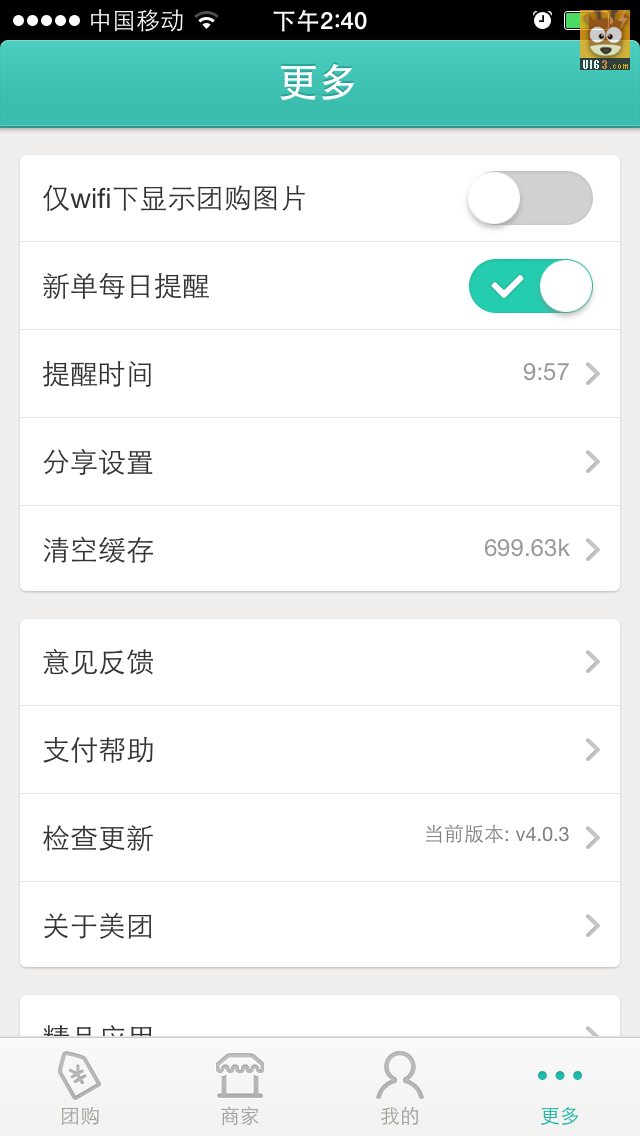 中国移动 下午2:40
UI63.com
更多
仅wifi下显示团购图片
新单每日提醒
提醒时间 9:57
分享设置
清空缓存 699.63k
意见反馈
支付帮助
检查更新 当前版本: v4.0.3
关于美团
精品应用
团购 商家 我的 更多